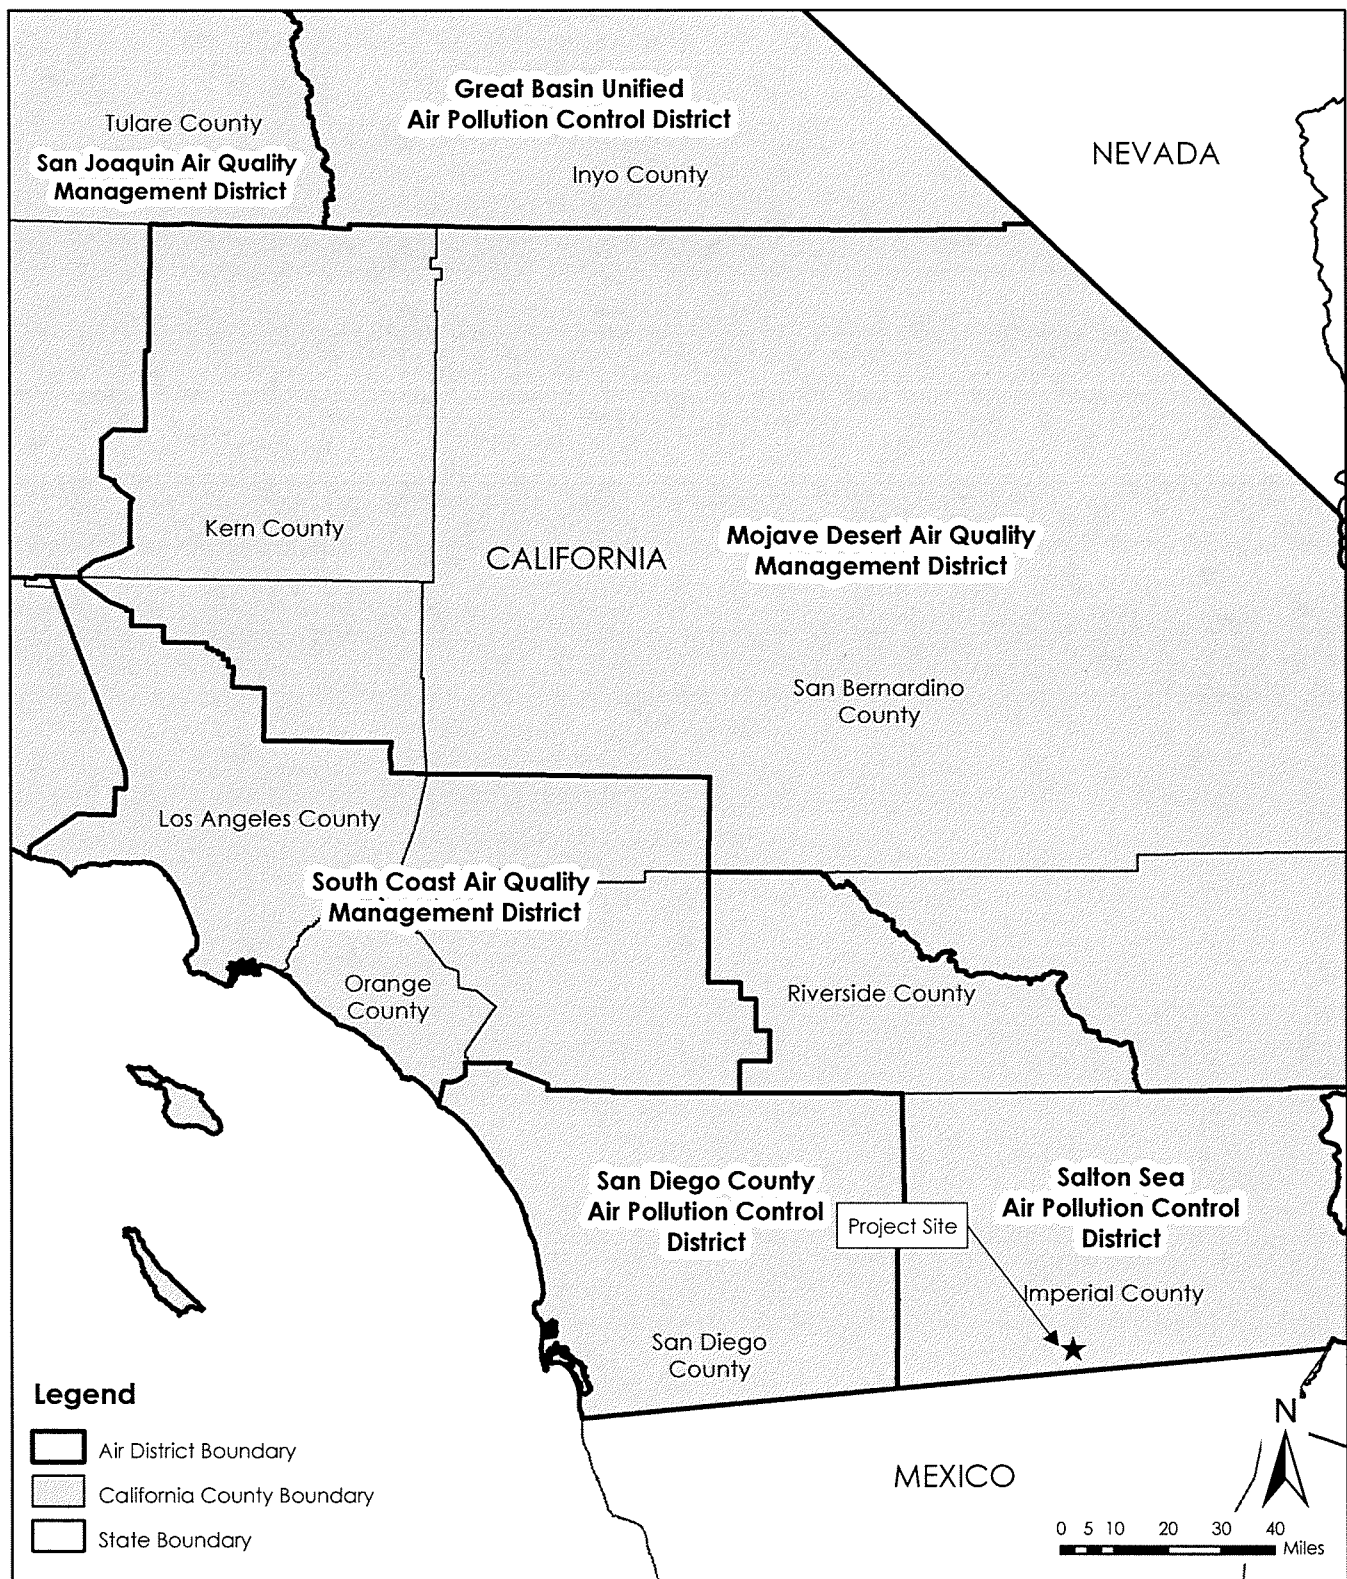 Great Basin Unified
Air Pollution Control District
Tulare County
San Joaquin Air Quality
Management District
Inyo County
NEVADA
Kern County
CALIFORNIA
Mojave Desert Air Quality
Management District
San Bernardino
County
Los Angeles County
South Coast Air Quality
Management District
Orange
County
Riverside County
San Diego County
Air Pollution Control
District
Salton Sea
Air Pollution Control
District
Project Site
Imperial County
San Diego
County
Legend
Air District Boundary
California County Boundary
State Boundary
MEXICO
N
0 5 10 20 30 40
Miles